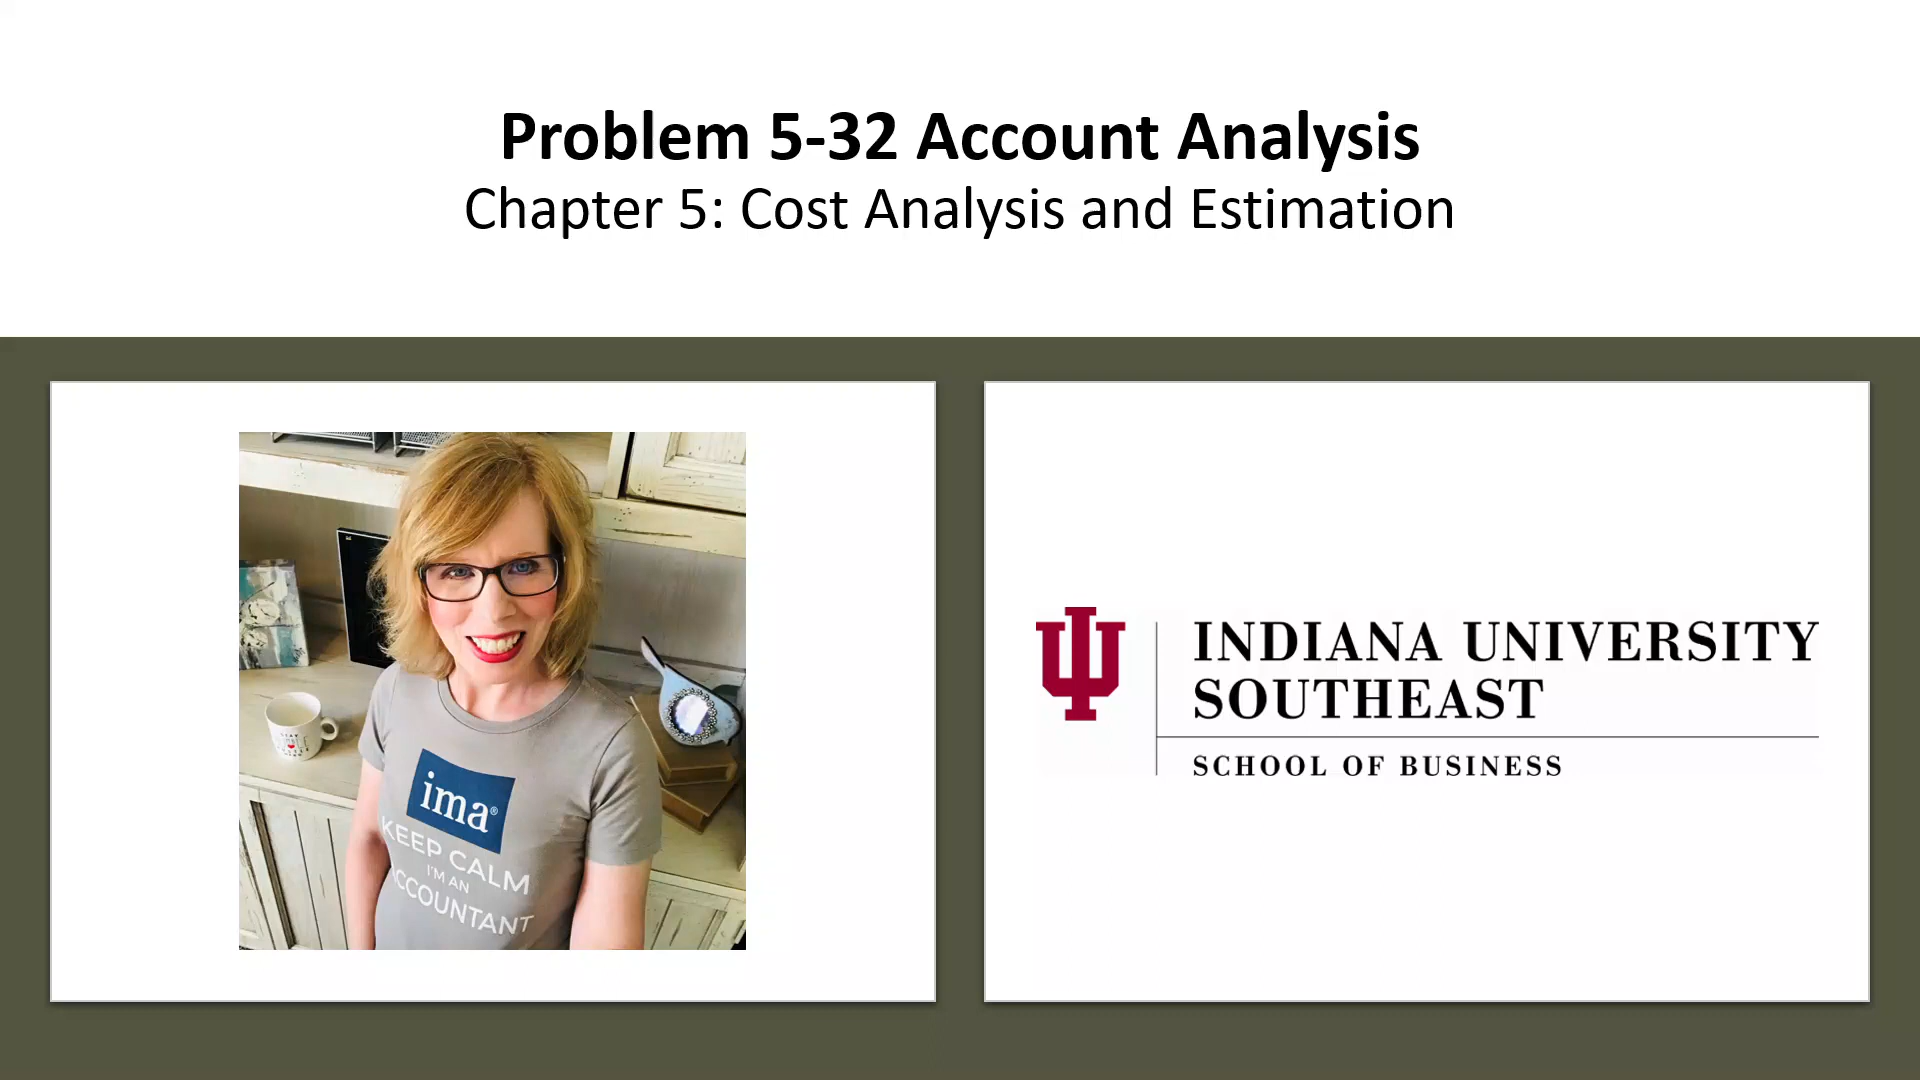 Problem 5-32 Account Analysis
Chapter 5: Cost Analysis and Estimation
ima®
KEEP CALM
I'M AN
ACCOUNTANT
INDIANA UNIVERSITY
SOUTHEAST
SCHOOL OF BUSINESS